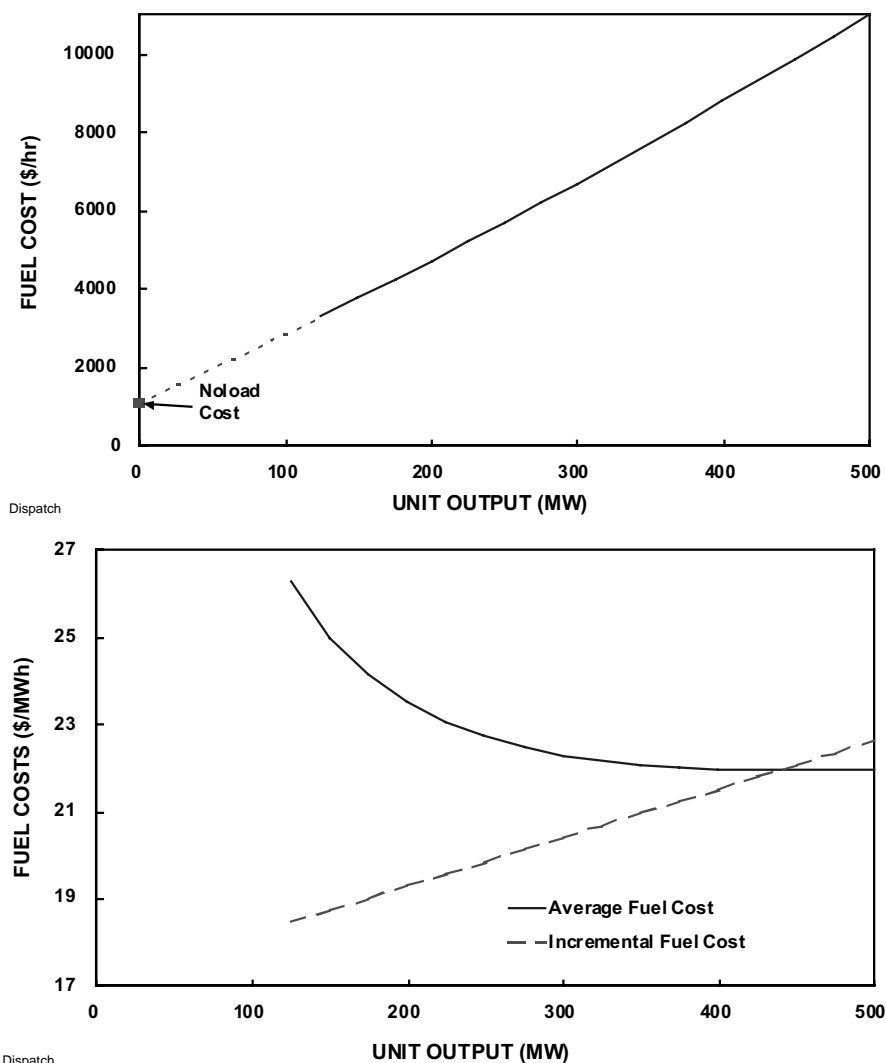 10000
8000
6000
4000
2000
0
FUEL COST ($/hr)
Noload
Cost
0 100 200 300 400 500
UNIT OUTPUT (MW)
Dispatch
27
25
23
21
19
17
FUEL COSTS ($/MWh)
Average Fuel Cost
Incremental Fuel Cost
0 100 200 300 400 500
UNIT OUTPUT (MW)
Dispatch